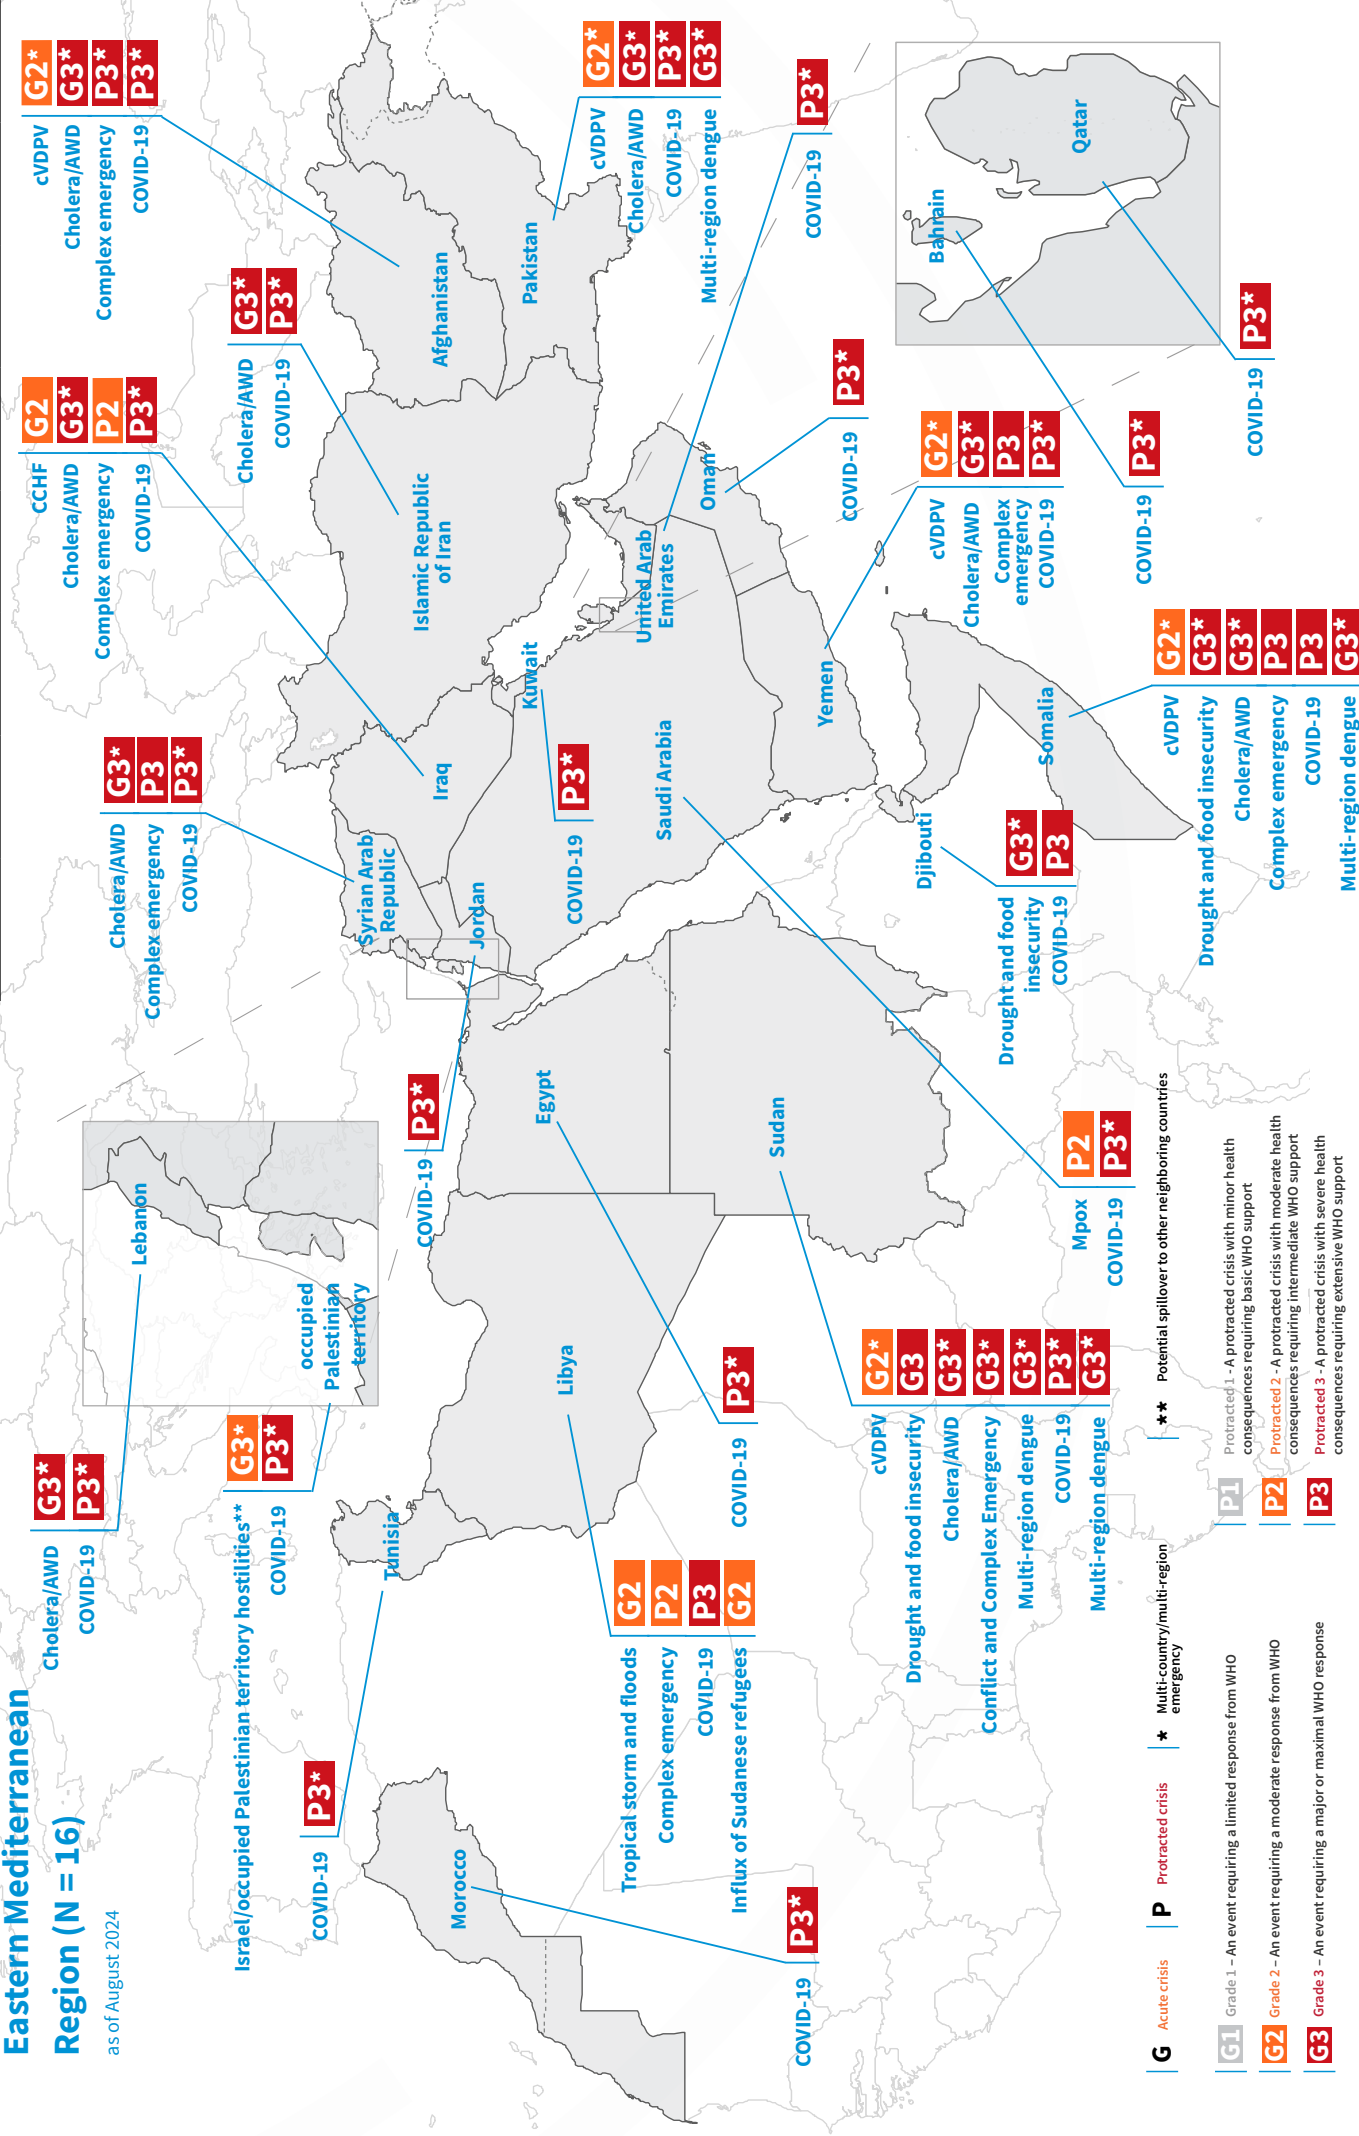 Eastern Mediterranean
Region (N = 16)
as of August 2024
Cholera/AWD
COVID-19
G3*
P3*
Lebanon
Israel/occupied Palestinian territory hostilities**
COVID-19
G3*
P3*
occupied
Palestinian
territory
COVID-19
P3*
Tunisia
COVID-19
P3*
Morocco
Tropical storm and floods
Complex emergency
COVID-19
Influx of Sudanese refugees
G2
P2
P3
G2
Libya
COVID-19
P3*
Egypt
cVDPV
Drought and food insecurity
Cholera/AWD
Conflict and Complex Emergency
Multi-region dengue
COVID-19
Multi-region dengue
G2*
G3
G3*
G3*
G3*
P3*
G3*
Sudan
COVID-19
P3*
Jordan
Cholera/AWD
Complex emergency
COVID-19
G3*
P3
P3*
Syrian Arab
Republic
CCHF
Cholera/AWD
Complex emergency
COVID-19
G2
G3*
P2
P3*
Iraq
Cholera/AWD
COVID-19
G3*
P3*
Islamic Republic
of Iran
cVDPV
Cholera/AWD
Complex emergency
COVID-19
G2*
G3*
P3*
P3*
Afghanistan
cVDPV
Cholera/AWD
COVID-19
Multi-region dengue
G2*
G3*
P3*
G3*
Pakistan
COVID-19
P3*
Kuwait
Mpox
COVID-19
P2
P3*
Saudi Arabia
COVID-19
P3*
United Arab
Emirates
COVID-19
P3*
Oman
cVDPV
Cholera/AWD
Complex
emergency
COVID-19
G2*
G3*
P3
P3*
Yemen
Drought and food
insecurity
COVID-19
G3*
P3
Djibouti
cVDPV
Drought and food insecurity
Cholera/AWD
Complex emergency
COVID-19
Multi-region dengue
G2*
G3*
G3*
P3
P3
G3*
Somalia
COVID-19
P3*
Bahrain
COVID-19
P3*
Qatar
G Acute crisis
P Protracted crisis
* Multi-country/multi-region
emergency
** Potential spillover to other neighboring countries
G1 Grade 1 – An event requiring a limited response from WHO
G2 Grade 2 – An event requiring a moderate response from WHO
G3 Grade 3 – An event requiring a major or maximal WHO response
P1 Protracted 1 - A protracted crisis with minor health
consequences requiring basic WHO support
P2 Protracted 2 - A protracted crisis with moderate health
consequences requiring intermediate WHO support
P3 Protracted 3 - A protracted crisis with severe health
consequences requiring extensive WHO support